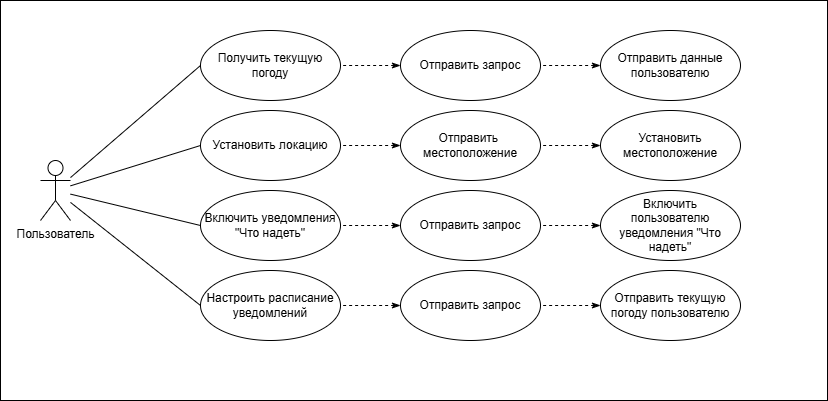 Получить текущую
погоду
Отправить запрос
Отправить данные
пользователю
Установить локацию
Отправить
местоположение
Установить
местоположение
Пользователь
Включить уведомления
"Что надеть"
Отправить запрос
Включить
пользователю
уведомления "Что
надеть"
Настроить расписание
уведомлений
Отправить запрос
Отправить текущую
погоду пользователю